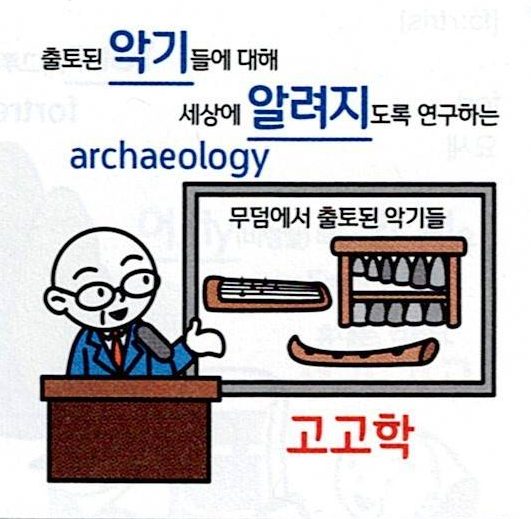 출토된 악기들에 대해
세상에 알려지도록 연구하는
archaeology
무덤에서 출토된 악기들
고고학